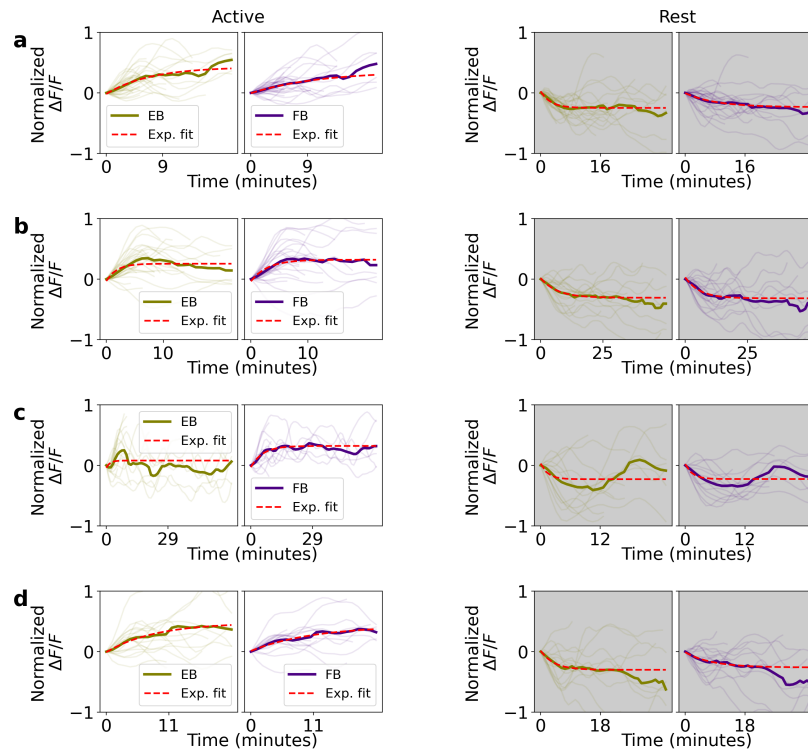 Active
Rest
a
Normalized
ΔF/F
1
0
−1
EB
Exp. fit
FB
Exp. fit
0
9
0
9
Time (minutes)
Normalized
ΔF/F
1
0
−1
0
16
0
16
Time (minutes)
b
Normalized
ΔF/F
1
0
−1
EB
Exp. fit
FB
Exp. fit
0
10
0
10
Time (minutes)
Normalized
ΔF/F
1
0
−1
0
25
0
25
Time (minutes)
c
Normalized
ΔF/F
1
0
−1
EB
Exp. fit
FB
Exp. fit
0
29
0
29
Time (minutes)
Normalized
ΔF/F
1
0
−1
0
12
0
12
Time (minutes)
d
Normalized
ΔF/F
1
0
−1
EB
Exp. fit
FB
Exp. fit
0
11
0
11
Time (minutes)
Normalized
ΔF/F
1
0
−1
0
18
0
18
Time (minutes)